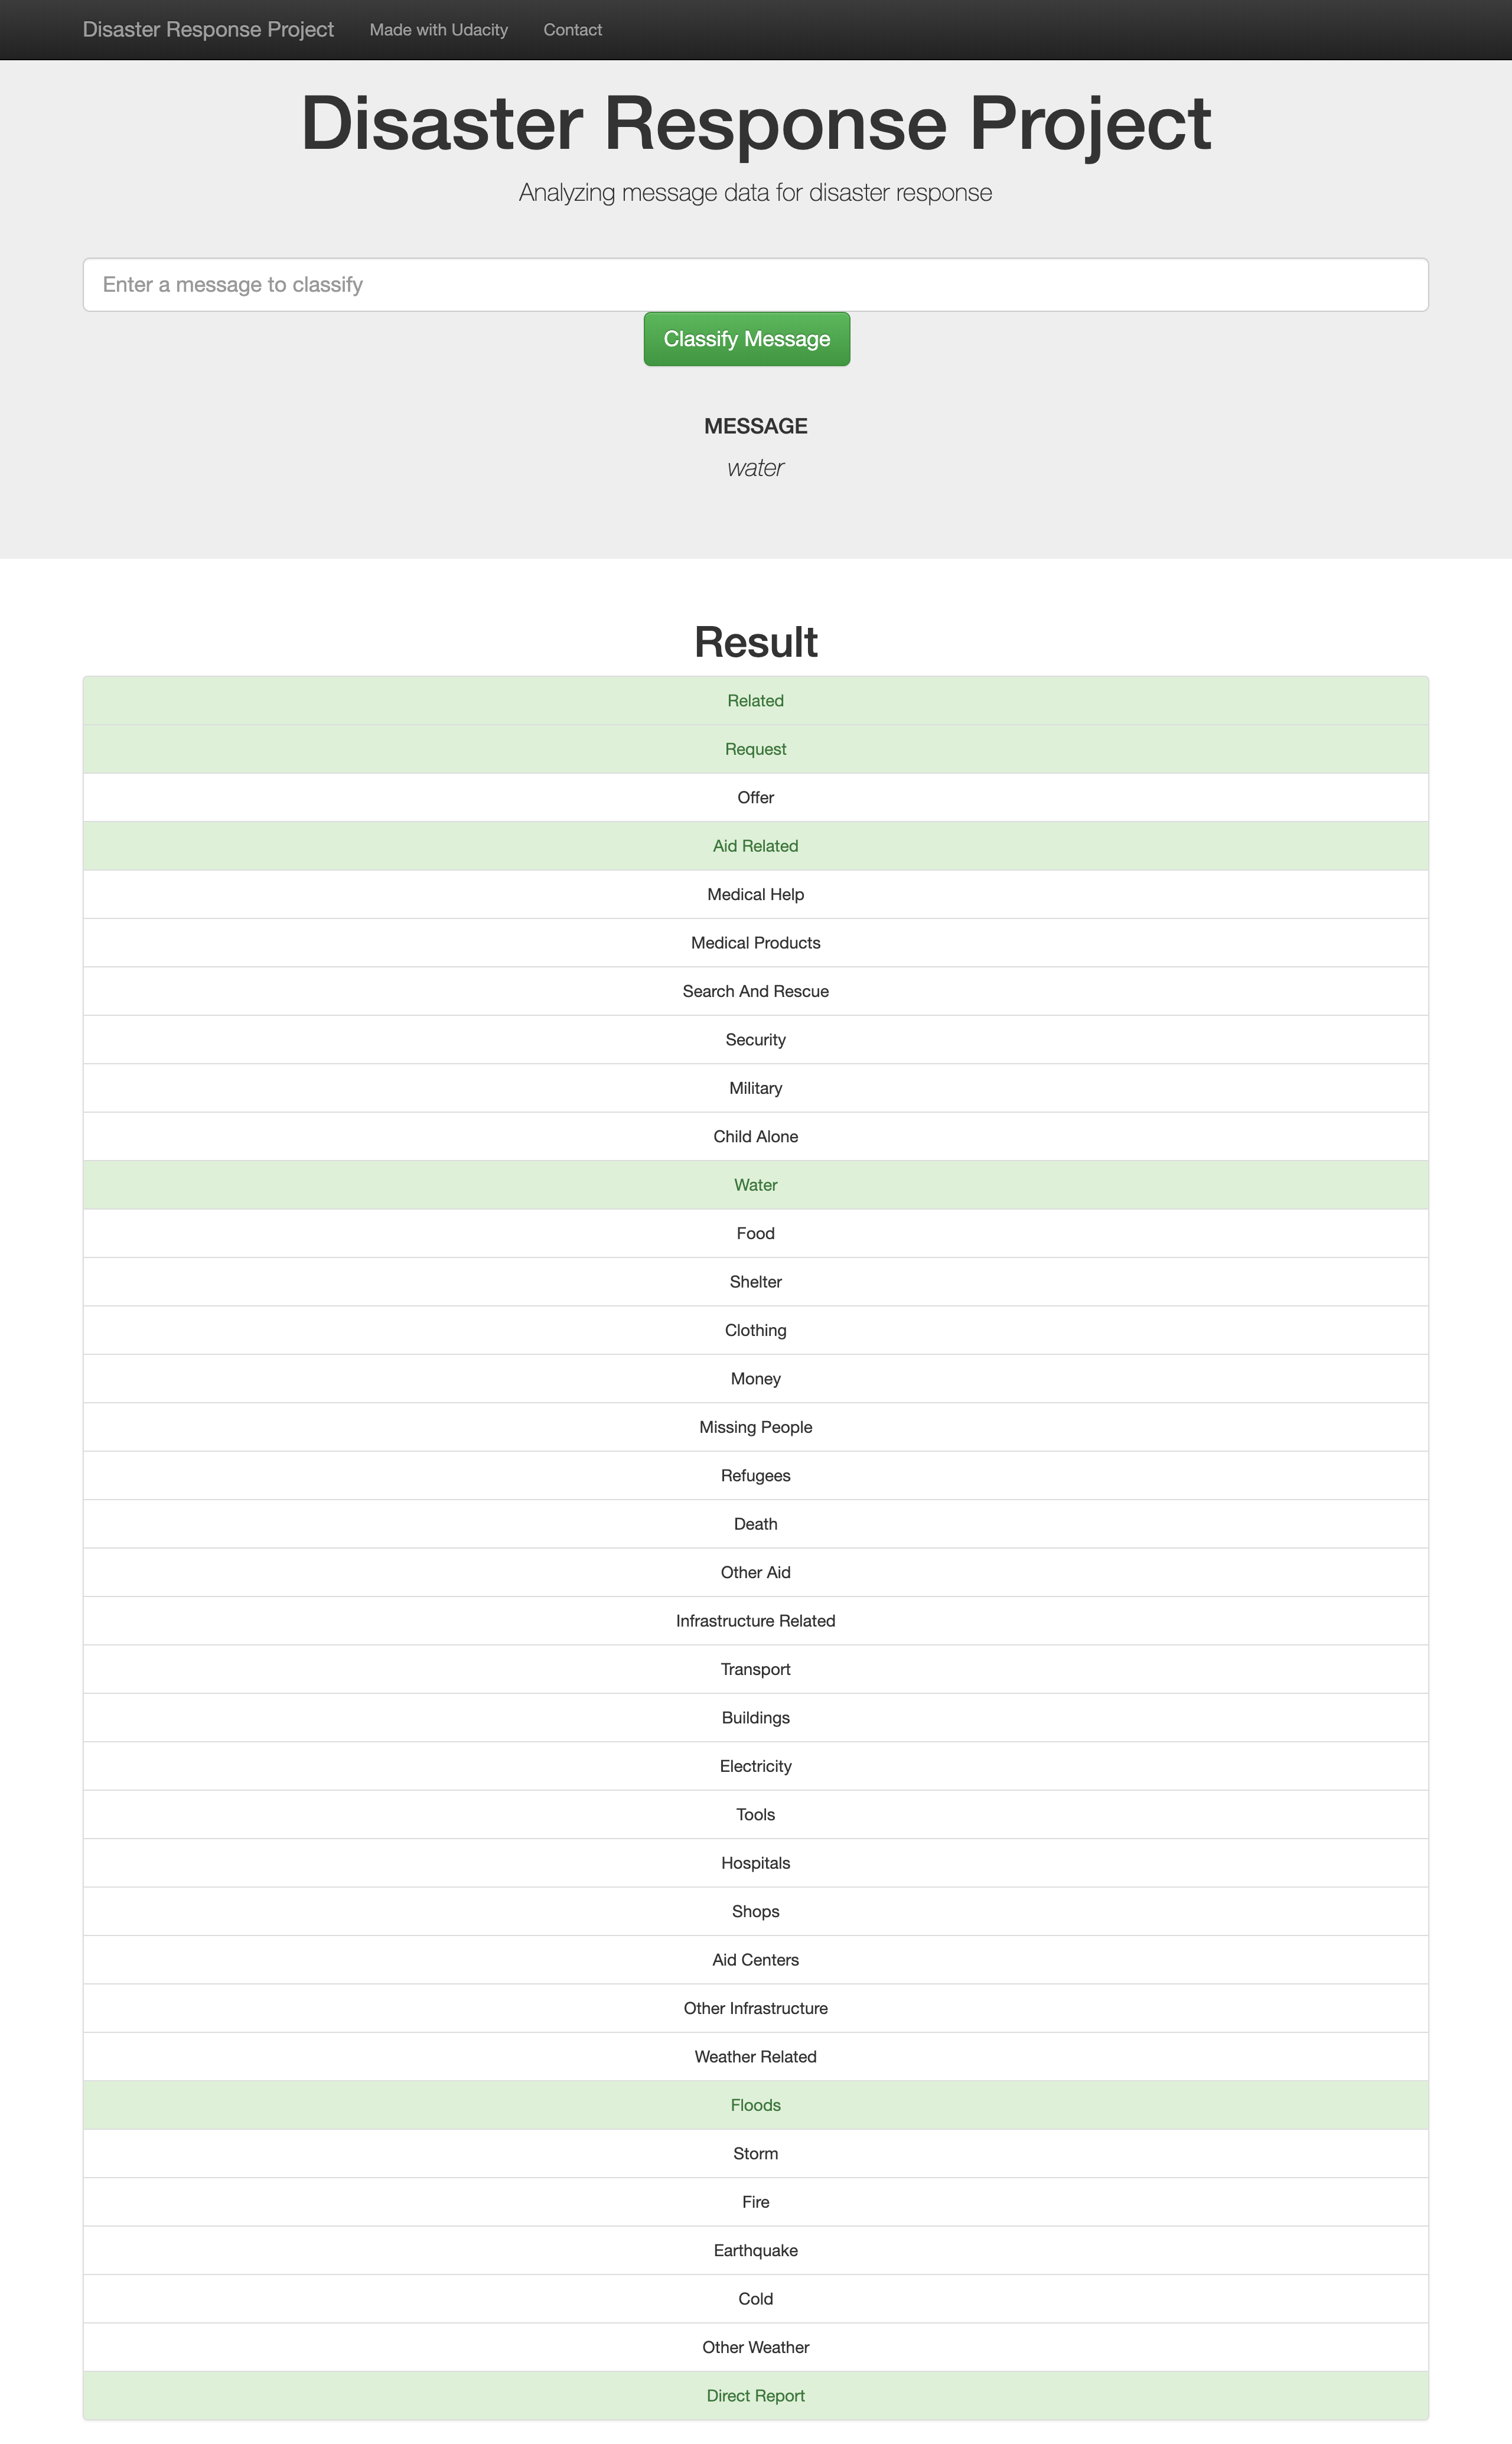 Disaster Response Project Made with Udacity Contact
Disaster Response Project
Analyzing message data for disaster response
Enter a message to classify
Classify Message
MESSAGE
water
Result
Related
Request
Offer
Aid Related
Medical Help
Medical Products
Search And Rescue
Security
Military
Child Alone
Water
Food
Shelter
Clothing
Money
Missing People
Refugees
Death
Other Aid
Infrastructure Related
Transport
Buildings
Electricity
Tools
Hospitals
Shops
Aid Centers
Other Infrastructure
Weather Related
Floods
Storm
Fire
Earthquake
Cold
Other Weather
Direct Report